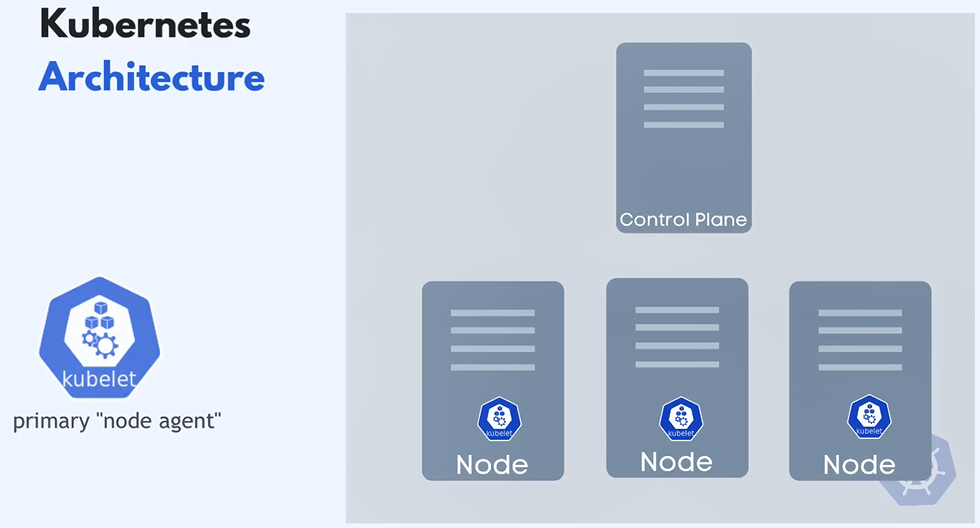 Kubernetes
Architecture
Control Plane
kubelet
primary "node agent"
kubelet
Node
kubelet
Node
kubelet
Node